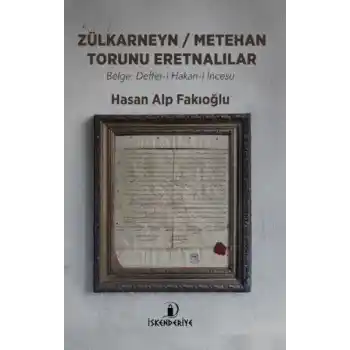 ZÜLKARNEYN / METEHAN
TORUNU ERETNALILAR
Belge: Defter-i Hakan-i İncesu
Hasan Alp Fakıoğlu
İSKENDERİYE